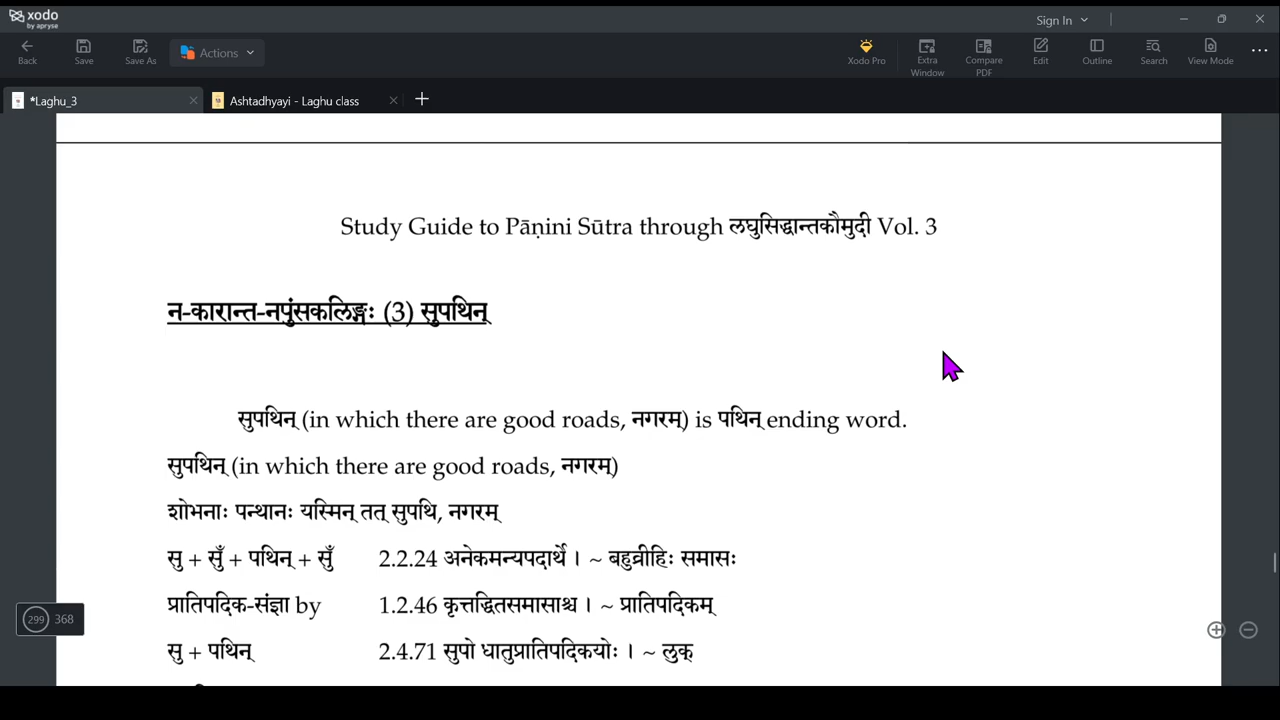 xodo
by apryse
Sign In
Back
Save
Save As
Actions
Xodo Pro
Extra Window
Compare PDF
Edit
Outline
Search
View Mode
*Laghu_3
Ashtadhyayi - Laghu class
Study Guide to Pāṇini Sūtra through लघुसिद्धान्तकौमुदी Vol. 3
न-कारान्त-नपुंसकलिङ्गः (3) सुपथिन्
सुपथिन् (in which there are good roads, नगरम्) is पथिन् ending word.
सुपथिन् (in which there are good roads, नगरम्)
शोभनाः पन्थानः यस्मिन् तत् सुपथि, नगरम्
सु + सुँ + पथिन् + सुँ 2.2.24 अनेकमन्यपदार्थे । ~ बहुव्रीहिः समासः
प्रातिपदिक-संज्ञा by 1.2.46 कृत्तद्धितसमासाश्च । ~ प्रातिपदिकम्
299 368
सु + पथिन् 2.4.71 सुपो धातुप्रातिपदिकयोः । ~ लुक्